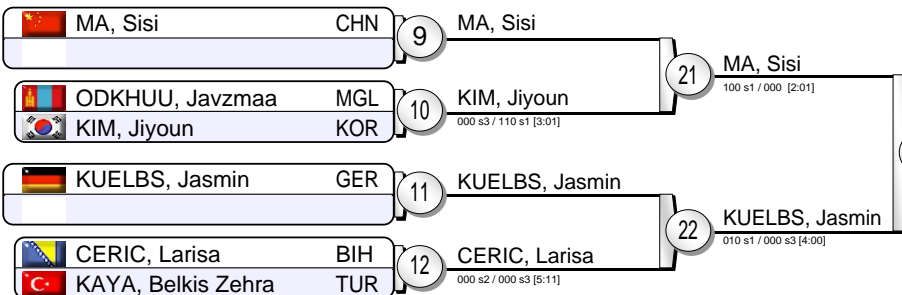 MA, Sisi CHN
9
MA, Sisi
21
MA, Sisi
100 s1 / 000 [2:01]
ODKHUU, Javzmaa MGL
KIM, Jiyoun KOR
10
KIM, Jiyoun
000 s3 / 110 s1 [3:01]
KUELBS, Jasmin GER
11
KUELBS, Jasmin
22
KUELBS, Jasmin
010 s1 / 000 s3 [4:00]
CERIC, Larisa BIH
KAYA, Belkis Zehra TUR
12
CERIC, Larisa
000 s2 / 000 s3 [5:11]